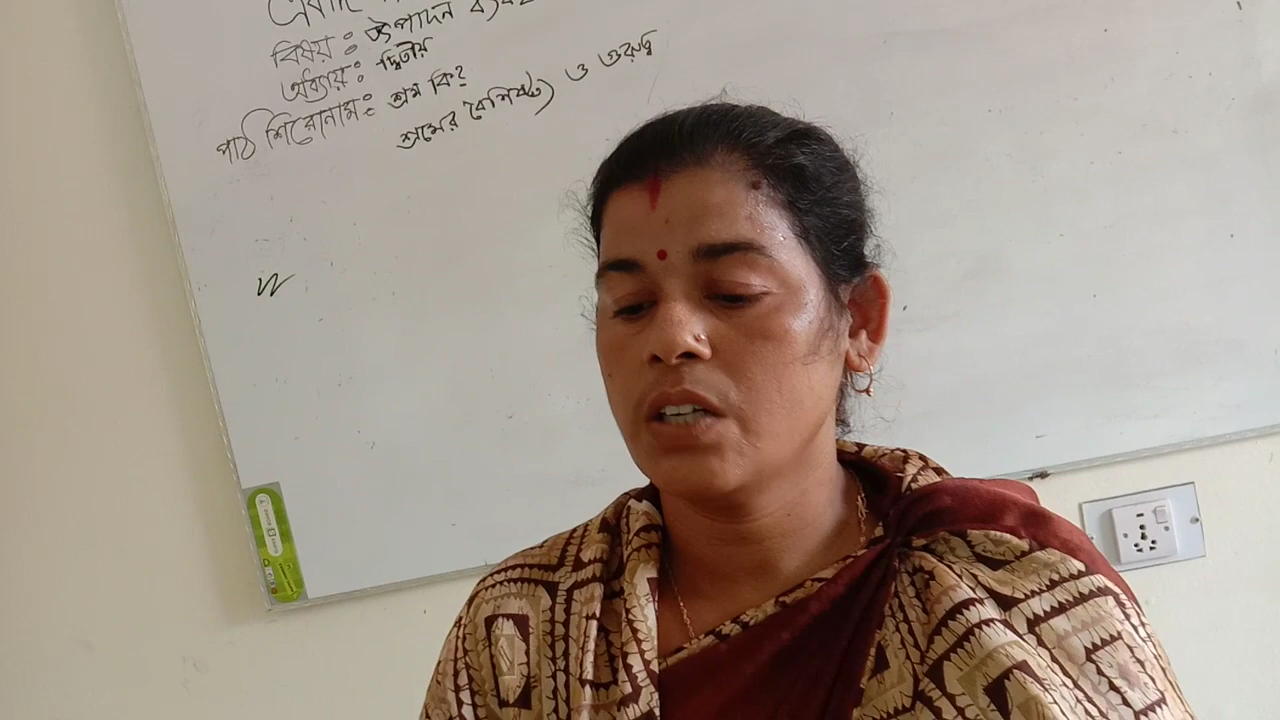 বিষয়ঃ উৎপাদন
অধ্যায়ঃ দ্বিতীয়
পাঠ শিরোনামঃ শ্রম কি?
শ্রমের বৈশিষ্ট্য ও গুরুত্ব